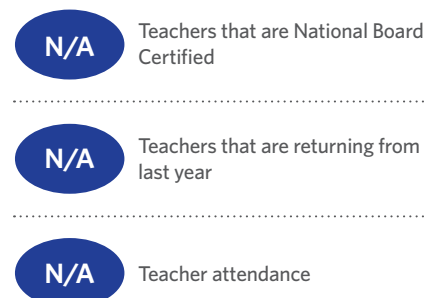 N/A
Teachers that are National Board
Certified
N/A
Teachers that are returning from
last year
N/A
Teacher attendance